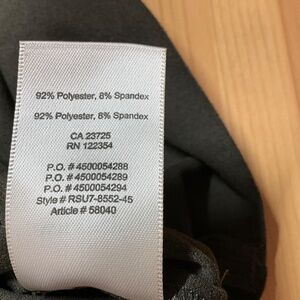 92% Polyester, 8% Spandex
92% Polyester, 8% Spandex
CA 23725
RN 122354
P.O. # 4500054288
P.O. # 4500054289
P.O. # 4500054294
Style # RSU7-8552-45
Article # 58040